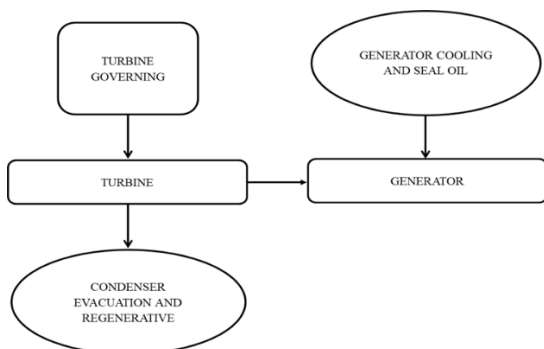 TURBINE
GOVERNING
GENERATOR COOLING
AND SEAL OIL
TURBINE
GENERATOR
CONDENSER
EVACUATION AND
REGENERATIVE